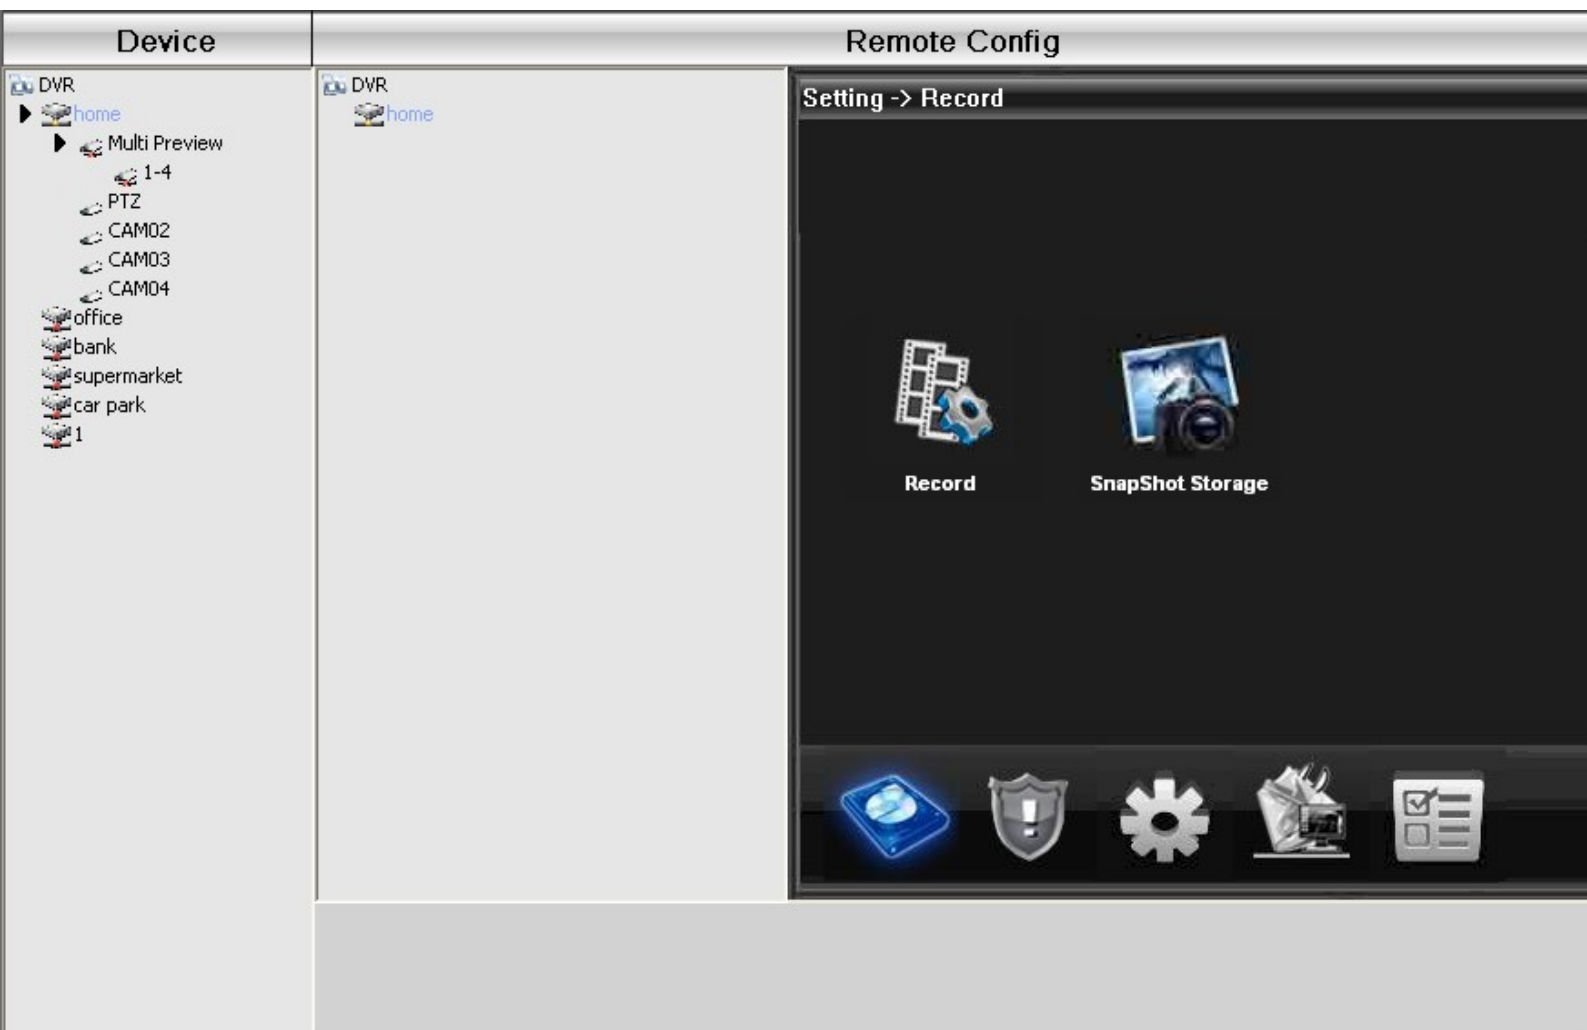 Device
Remote Config
DVR
home
Multi Preview
1-4
PTZ
CAM02
CAM03
CAM04
office
bank
supermarket
car park
1
DVR
home
Setting -> Record
Record
SnapShot Storage